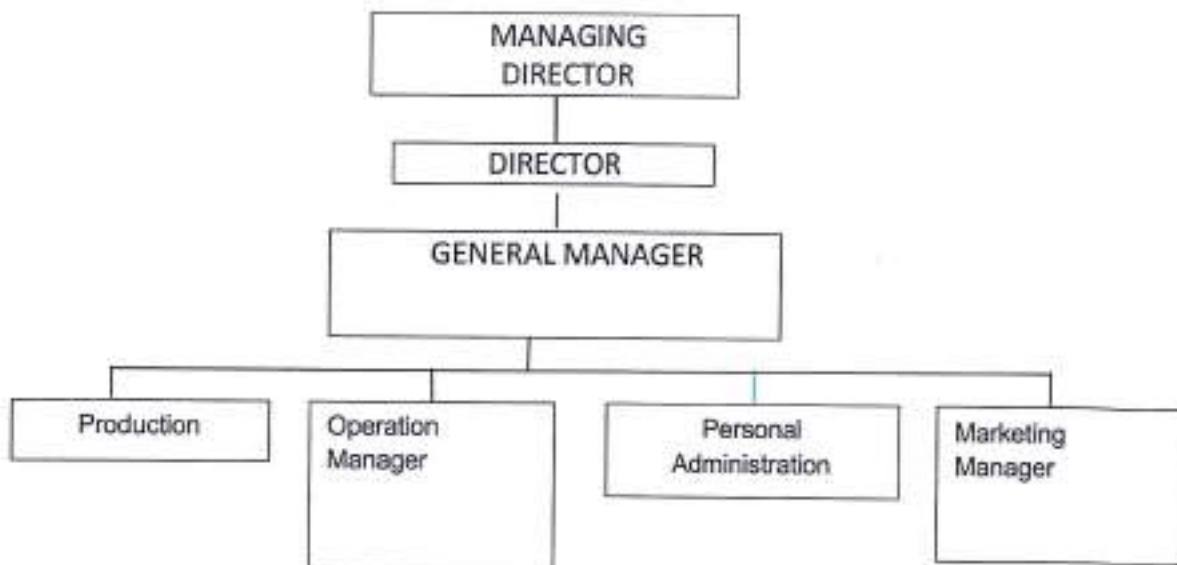 MANAGING
DIRECTOR
DIRECTOR
GENERAL MANAGER
Production
Operation
Manager
Personal
Administration
Marketing
Manager